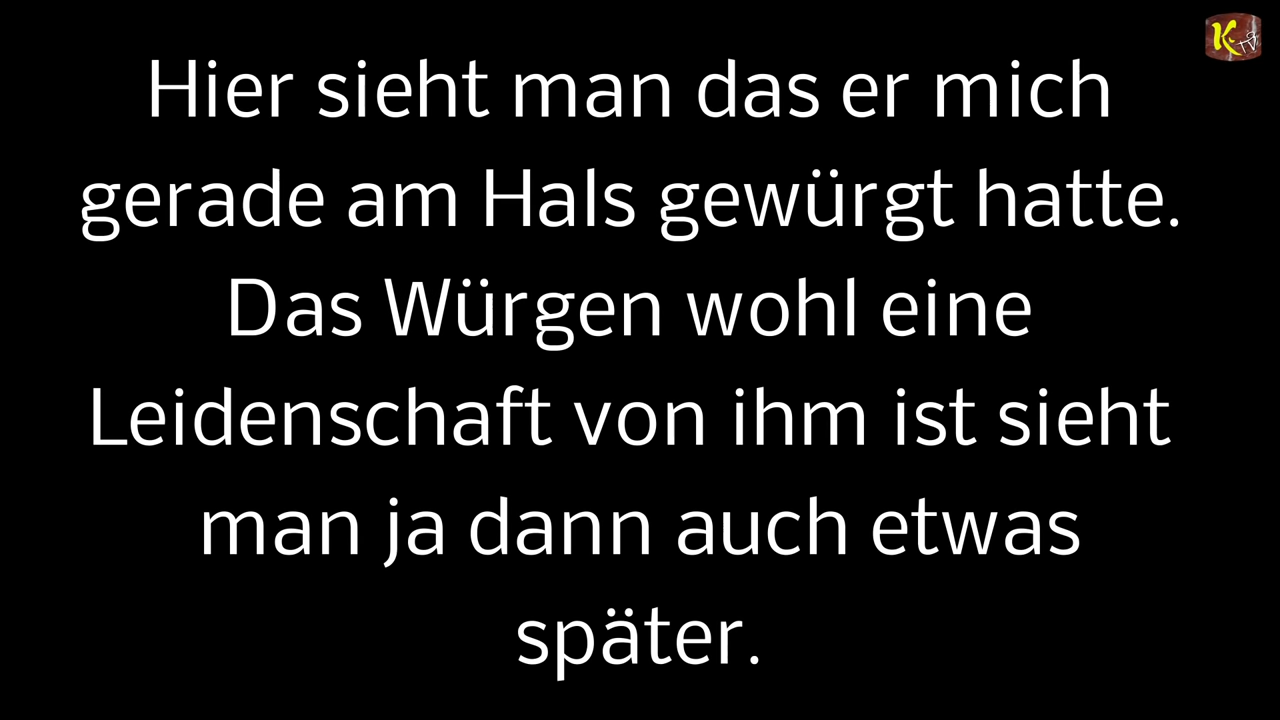 K TV
Hier sieht man das er mich
gerade am Hals gewürgt hatte.
Das Würgen wohl eine
Leidenschaft von ihm ist sieht
man ja dann auch etwas
später.